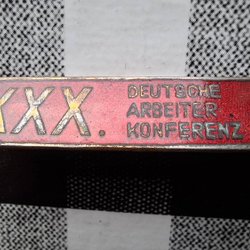 XXX.
DEUTSCHE
ARBEITER
KONFERENZ